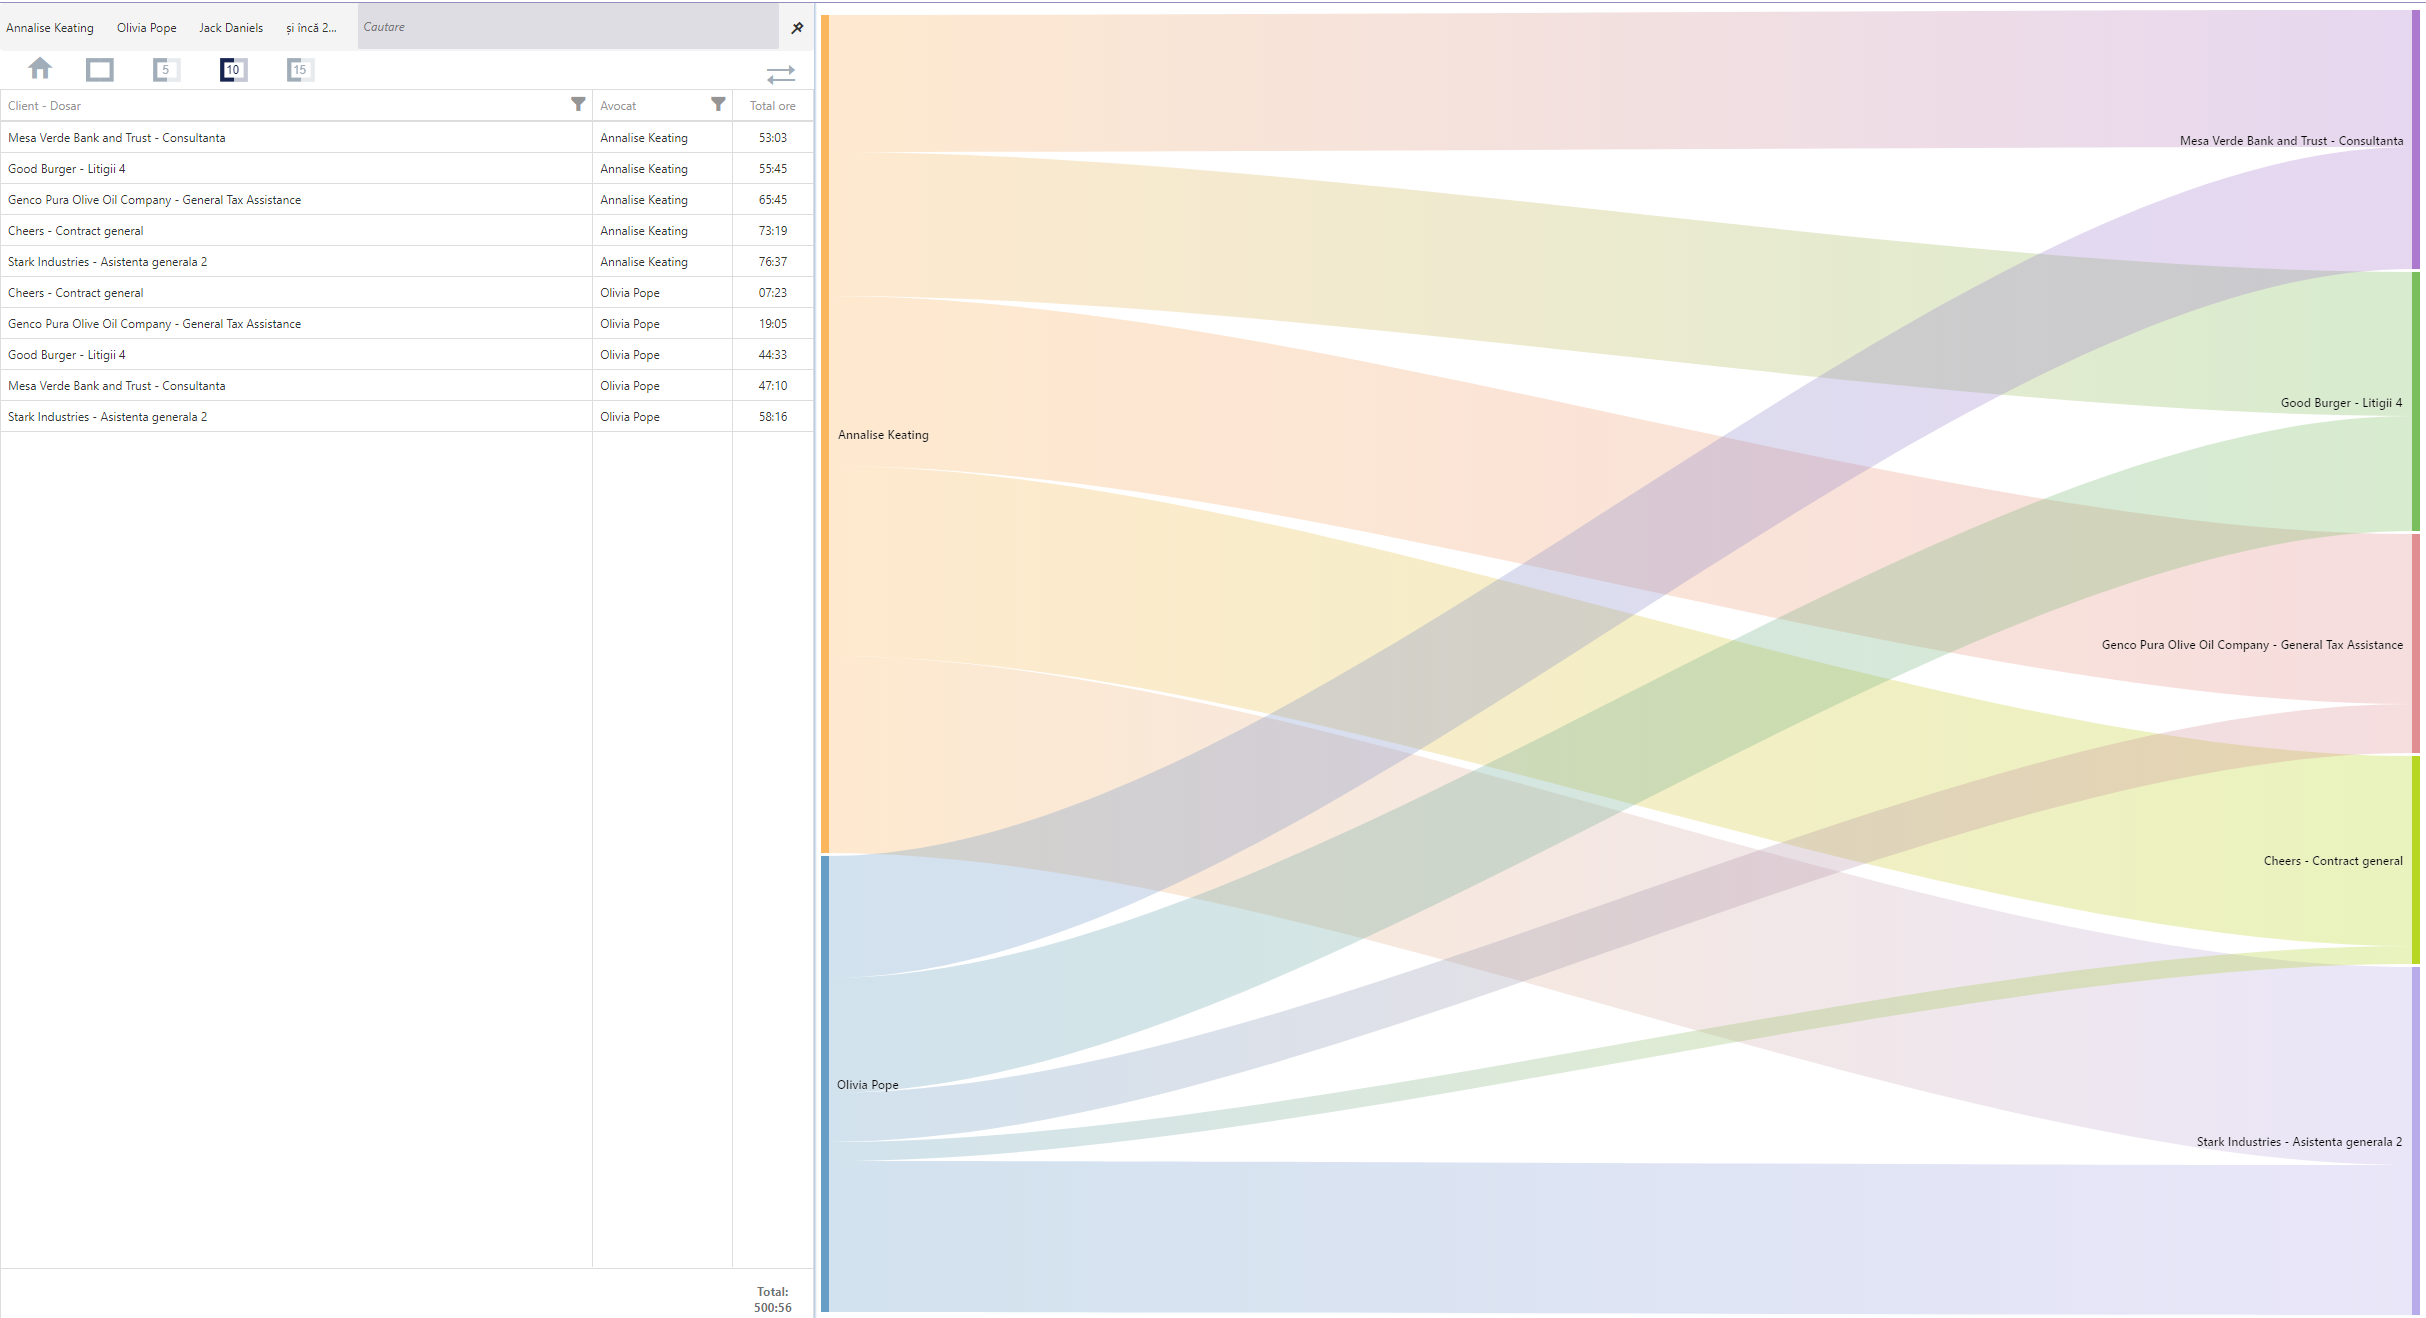 Annalise Keating Olivia Pope Jack Daniels și încă 2... Cautare
5 10 15
Client - Dosar Avocat Total ore
Mesa Verde Bank and Trust - Consultanta Annalise Keating 53:03
Good Burger - Litigii 4 Annalise Keating 55:45
Genco Pura Olive Oil Company - General Tax Assistance Annalise Keating 65:45
Cheers - Contract general Annalise Keating 73:19
Stark Industries - Asistenta generala 2 Annalise Keating 76:37
Cheers - Contract general Olivia Pope 07:23
Genco Pura Olive Oil Company - General Tax Assistance Olivia Pope 19:05
Good Burger - Litigii 4 Olivia Pope 44:33
Mesa Verde Bank and Trust - Consultanta Olivia Pope 47:10
Stark Industries - Asistenta generala 2 Olivia Pope 58:16
Total:
500:56
Annalise Keating
Olivia Pope
Mesa Verde Bank and Trust - Consultanta
Good Burger - Litigii 4
Genco Pura Olive Oil Company - General Tax Assistance
Cheers - Contract general
Stark Industries - Asistenta generala 2